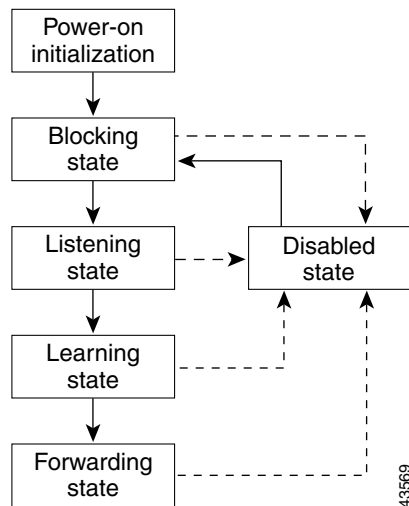 Power-on
initialization
Blocking
state
Listening
state
Disabled
state
Learning
state
Forwarding
state
43569